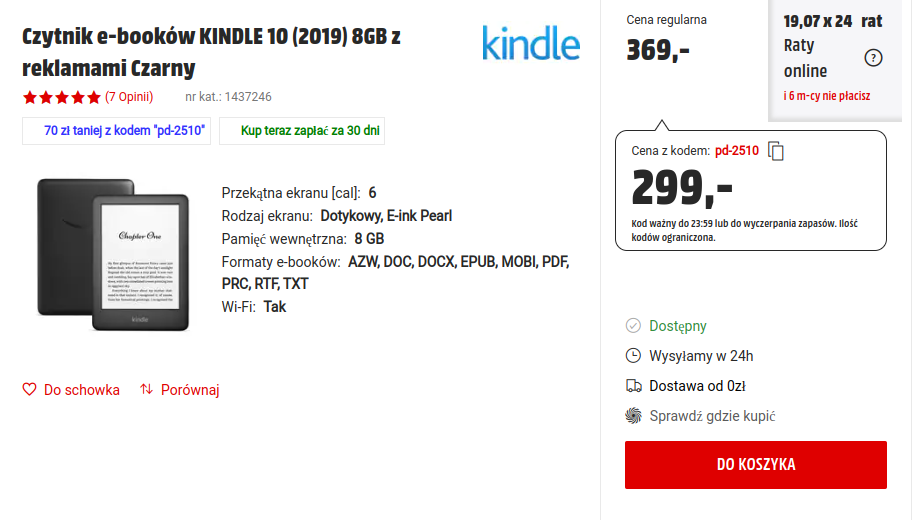 Czytnik e-booków KINDLE 10 (2019) 8GB z
reklamami Czarny
kindle
(7 Opinii)
nr kat.: 1437246
70 zł taniej z kodem "pd-2510"
Kup teraz zapłać za 30 dni
Chapter One
kindle
Przekątna ekranu [cal]: 6
Rodzaj ekranu: Dotykowy, E-ink Pearl
Pamięć wewnętrzna: 8 GB
Formaty e-booków: AZW, DOC, DOCX, EPUB, MOBI, PDF,
PRC, RTF, TXT
Wi-Fi: Tak
Do schowka
Porównaj
Cena regularna
369,-
19,07 x 24 rat
Raty
online
?
i 6 m-cy nie płacisz
Cena z kodem: pd-2510
299,-
Kod ważny do 23:59 lub do wyczerpania zapasów. Ilość
kodów ograniczona.
Dostępny
Wysyłamy w 24h
Dostawa od 0zł
Sprawdź gdzie kupić
DO KOSZYKA